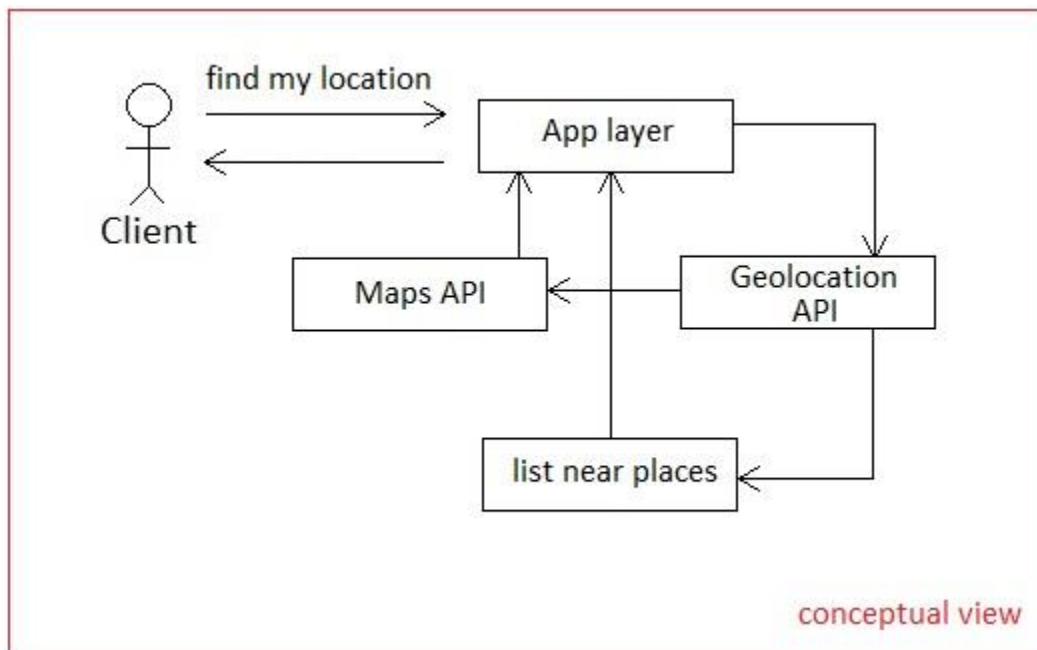 find my location
App layer
Client
Maps API
Geolocation
API
list near places
conceptual view